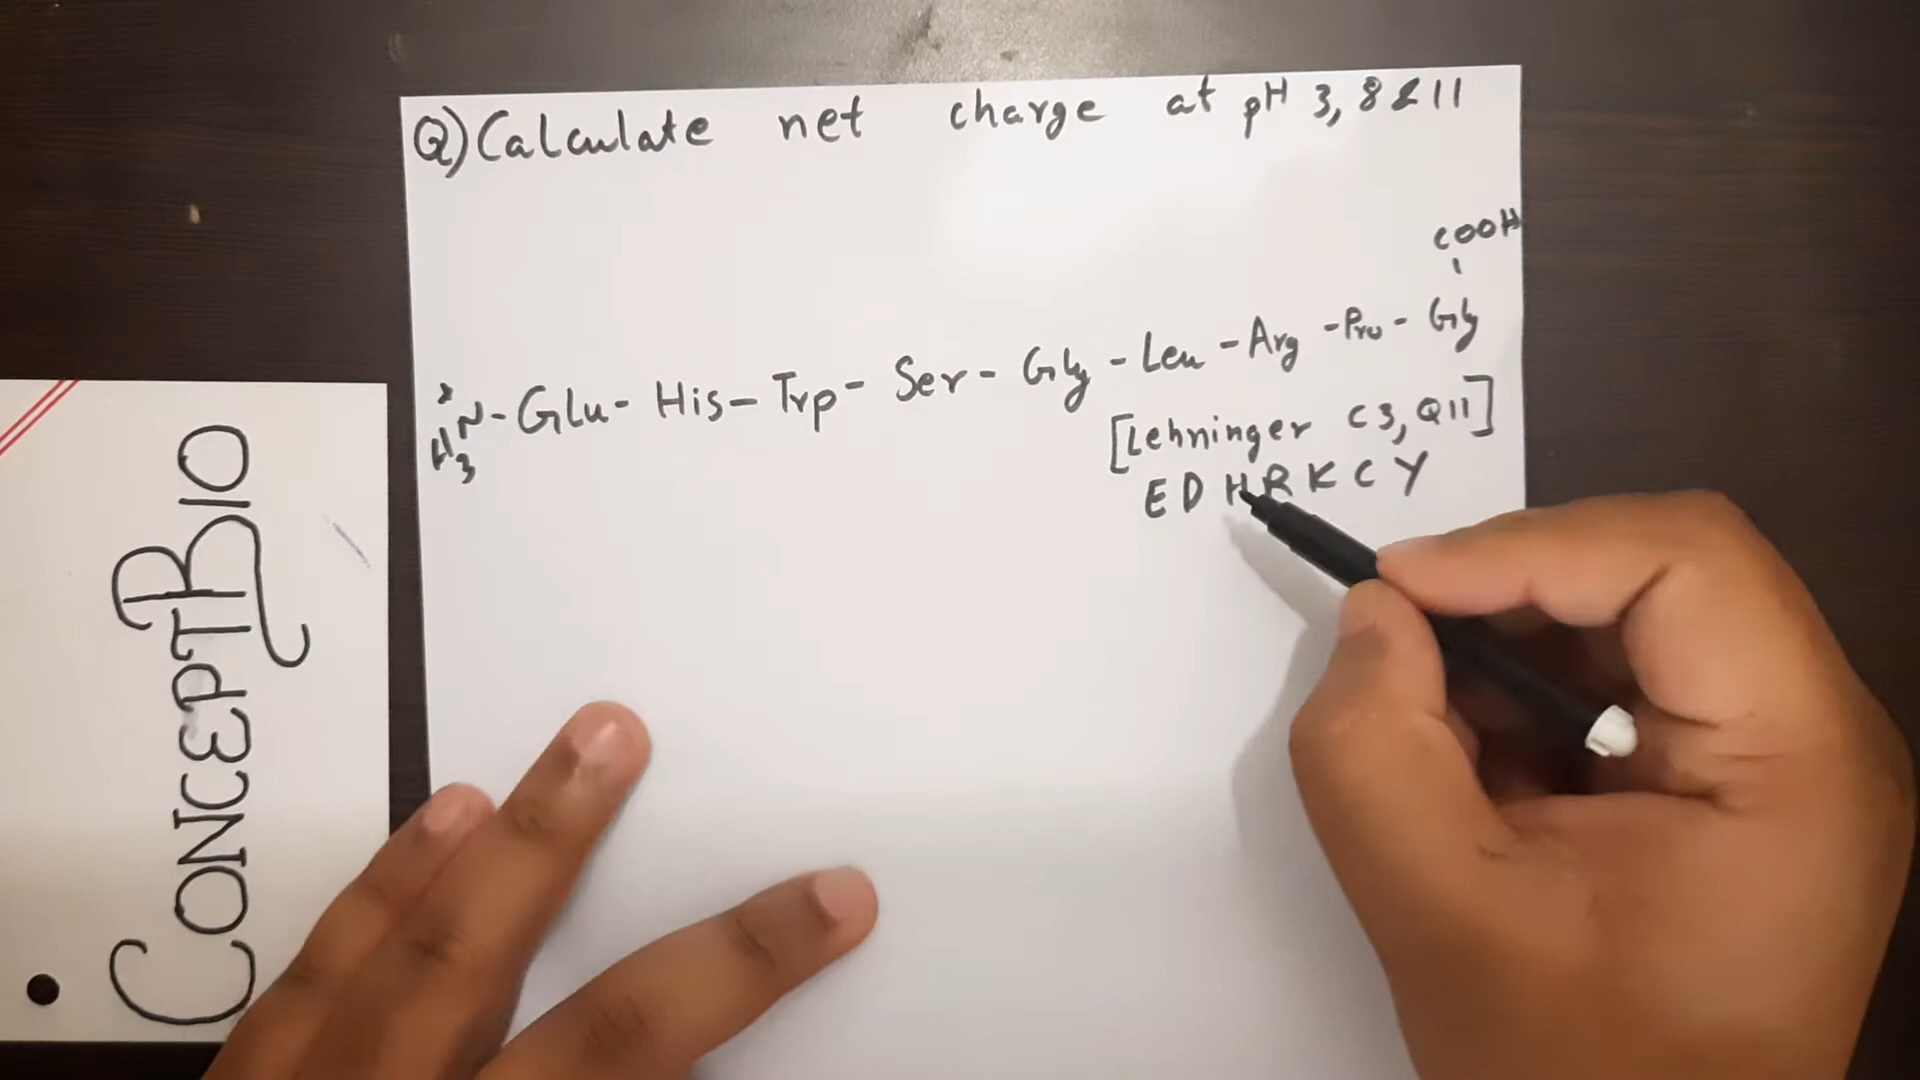 Q) Calculate net charge at pH 3, 8 & 11
COOH
H3N - Glu - His - Trp - Ser - Gly - Leu - Arg - Pro - Gly
[Lehninger C3, Q11]
E D H R K C Y
CONCEPTBIO